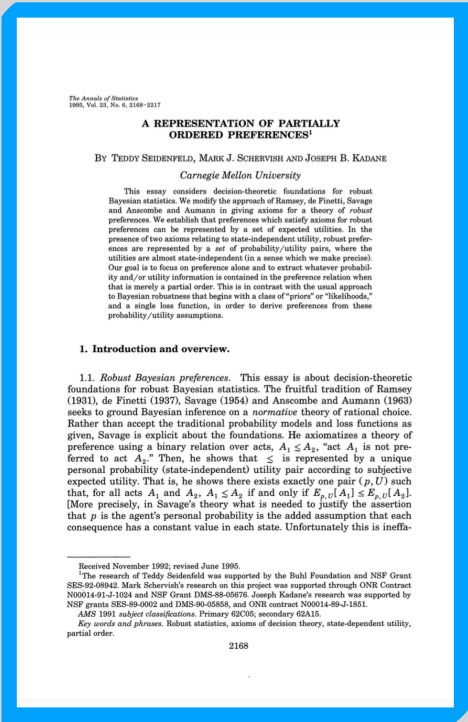 The Annals of Statistics
1995, Vol. 23, No. 6, 2168–2217
A REPRESENTATION OF PARTIALLY
ORDERED PREFERENCES¹
BY TEDDY SEIDENFELD, MARK J. SCHERVISH AND JOSEPH B. KADANE
Carnegie Mellon University
This essay considers decision-theoretic foundations for robust
Bayesian statistics. We modify the approach of Ramsey, de Finetti, Savage
and Anscombe and Aumann in giving axioms for a theory of robust
preferences. We establish that preferences which satisfy axioms for robust
preferences can be represented by a set of expected utilities. In the
presence of two axioms relating to state-independent utility, robust prefer-
ences are represented by a set of probability/utility pairs, where the
utilities are almost state-independent (in a sense which we make precise).
Our goal is to focus on preference alone and to extract whatever probabil-
ity and/or utility information is contained in the preference relation when
that is merely a partial order. This is in contrast with the usual approach
to Bayesian robustness that begins with a class of "priors" or "likelihoods,"
and a single loss function, in order to derive preferences from these
probability/utility assumptions.
1. Introduction and overview.
1.1. Robust Bayesian preferences. This essay is about decision-theoretic
foundations for robust Bayesian statistics. The fruitful tradition of Ramsey
(1931), de Finetti (1937), Savage (1954) and Anscombe and Aumann (1963)
seeks to ground Bayesian inference on a normative theory of rational choice.
Rather than accept the traditional probability models and loss functions as
given, Savage is explicit about the foundations. He axiomatizes a theory of
preference using a binary relation over acts, A₁ ≤ A₂, "act A₁ is not pre-
ferred to act A₂." Then, he shows that ≤ is represented by a unique
personal probability (state-independent) utility pair according to subjective
expected utility. That is, he shows there exists exactly one pair (p, U) such
that, for all acts A₁ and A₂, A₁ ≤ A₂ if and only if E_{p,U}[A₁] ≤ E_{p,U}[A₂].
[More precisely, in Savage's theory what is needed to justify the assertion
that p is the agent's personal probability is the added assumption that each
consequence has a constant value in each state. Unfortunately this is ineffa-
Received November 1992; revised June 1995.
¹The research of Teddy Seidenfeld was supported by the Buhl Foundation and NSF Grant
SES-92-08942. Mark Schervish's research on this project was supported through ONR Contract
N00014-91-J-1024 and NSF Grant DMS-88-05676. Joseph Kadane's research was supported by
NSF grants SES-89-0002 and DMS-90-05858, and ONR contract N00014-89-J-1851.
AMS 1991 subject classifications. Primary 62C05; secondary 62A15.
Key words and phrases. Robust statistics, axioms of decision theory, state-dependent utility,
partial order.
2168